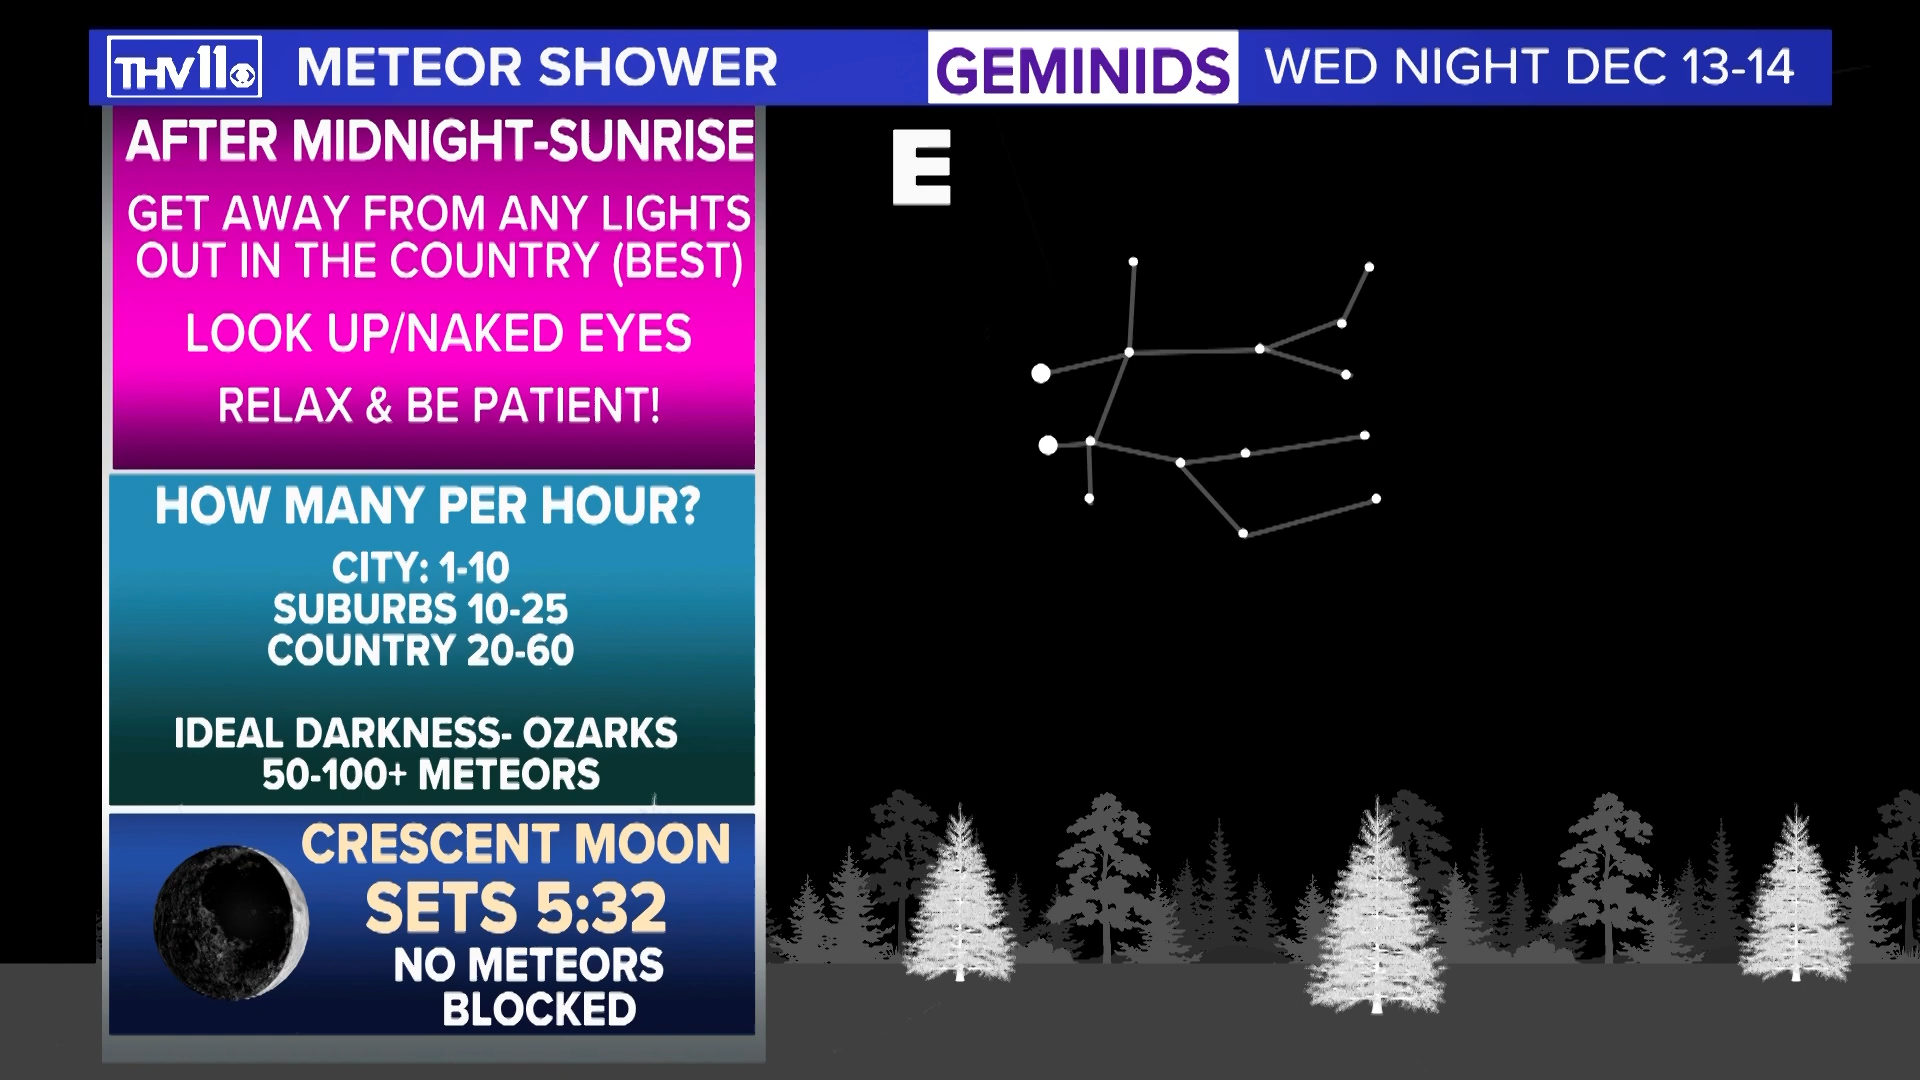 THV11
METEOR SHOWER
GEMINIDS
WED NIGHT DEC 13-14
AFTER MIDNIGHT-SUNRISE
GET AWAY FROM ANY LIGHTS
OUT IN THE COUNTRY (BEST)
LOOK UP/NAKED EYES
RELAX & BE PATIENT!
HOW MANY PER HOUR?
CITY: 1-10
SUBURBS 10-25
COUNTRY 20-60
IDEAL DARKNESS- OZARKS
50-100+ METEORS
CRESCENT MOON
SETS 5:32
NO METEORS
BLOCKED
E